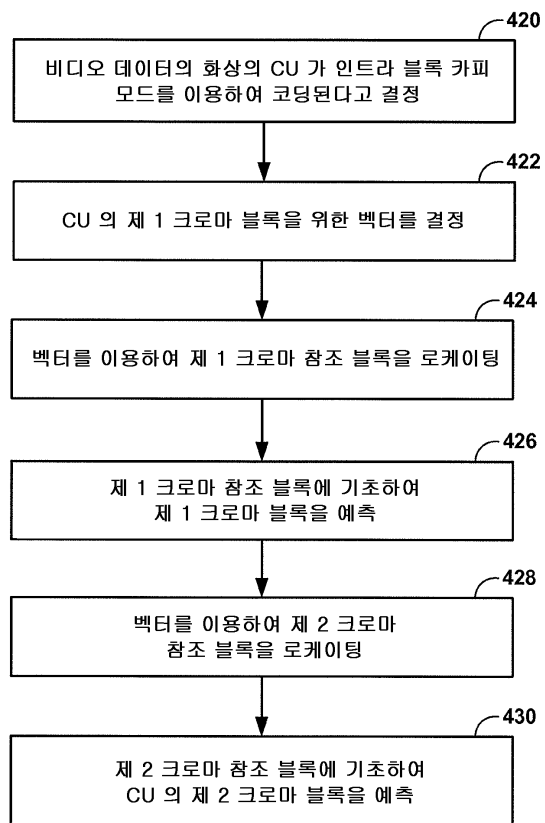 420
비디오 데이터의 화상의 CU 가 인트라 블록 카피
모드를 이용하여 코딩된다고 결정
422
CU 의 제 1 크로마 블록을 위한 벡터를 결정
424
벡터를 이용하여 제 1 크로마 참조 블록을 로케이팅
426
제 1 크로마 참조 블록에 기초하여
제 1 크로마 블록을 예측
428
벡터를 이용하여 제 2 크로마
참조 블록을 로케이팅
430
제 2 크로마 참조 블록에 기초하여
CU 의 제 2 크로마 블록을 예측